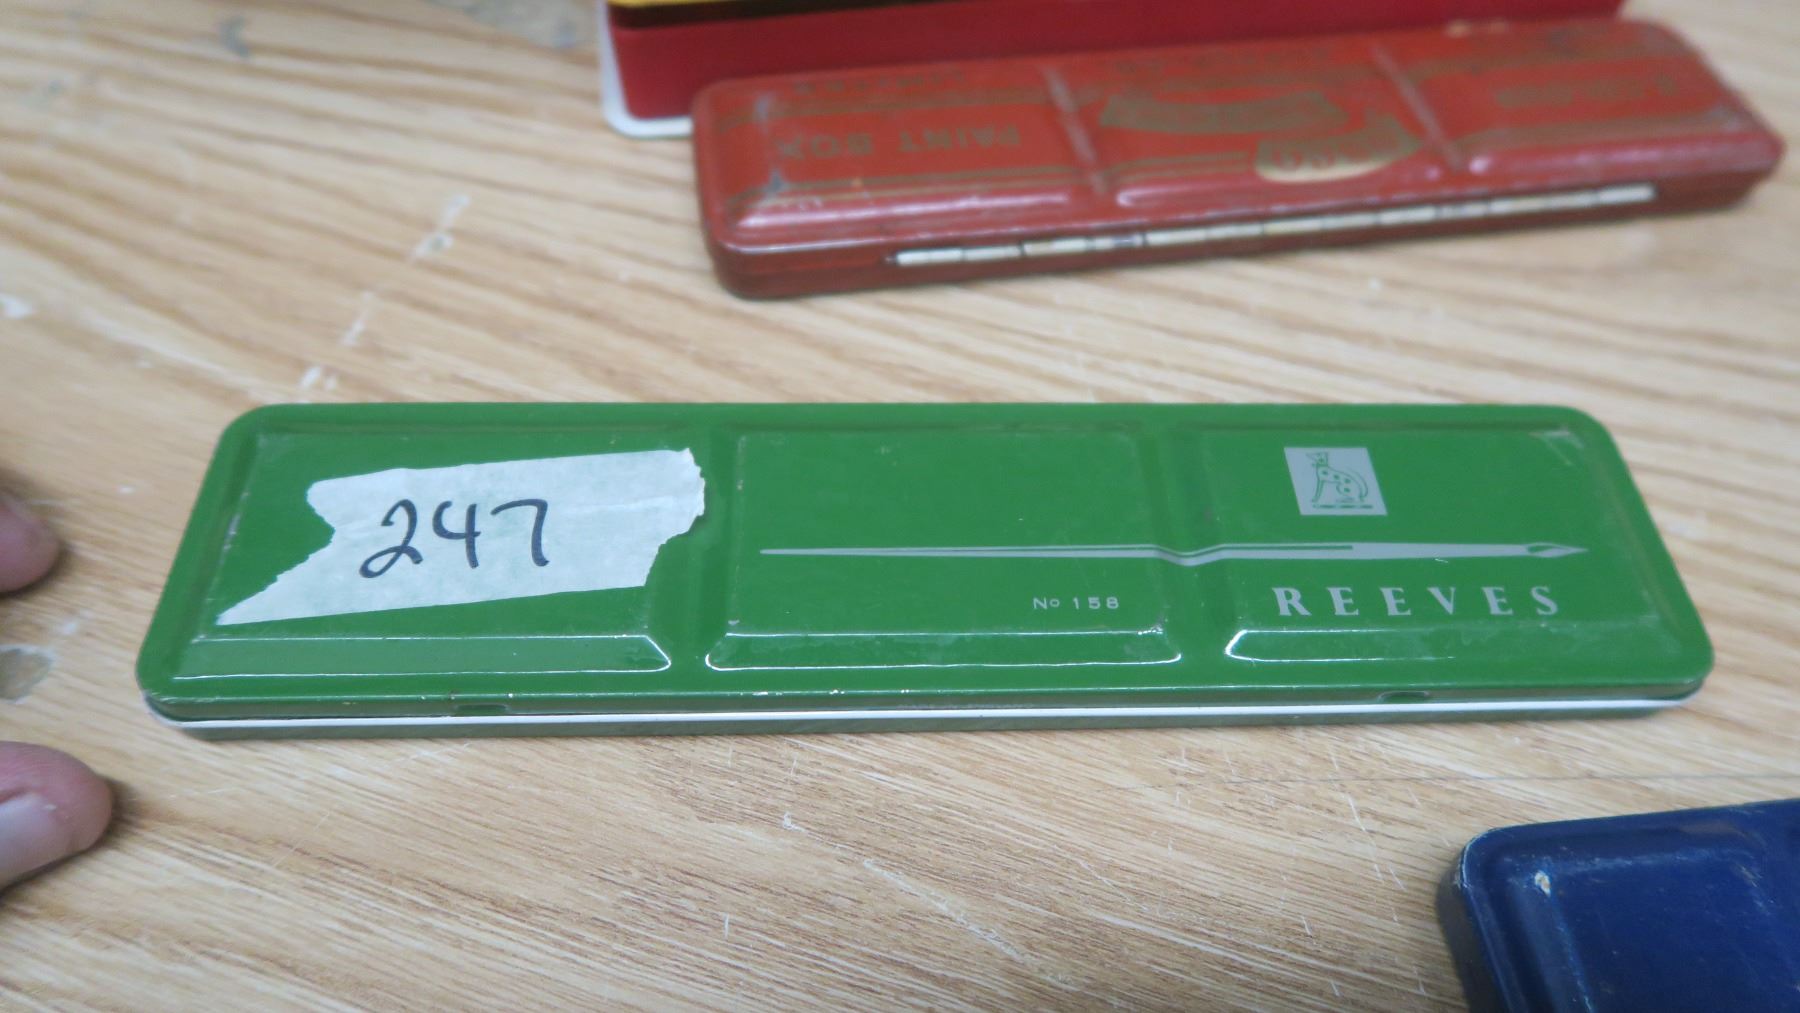 PAINT BOX
247
Nº 158
REEVES